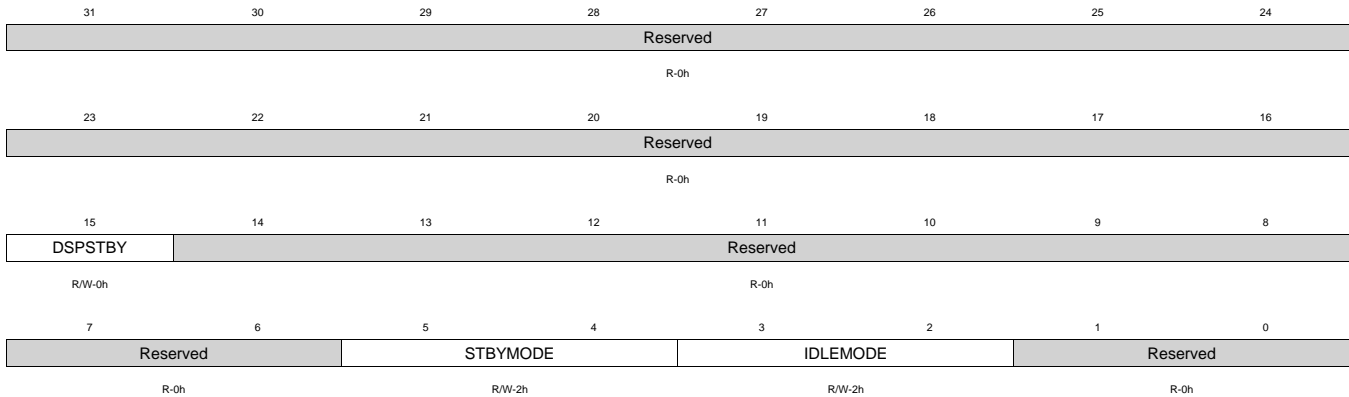 31 30 29 28 27 26 25 24
Reserved
R-0h
23 22 21 20 19 18 17 16
Reserved
R-0h
15 14 13 12 11 10 9 8
DSPSTBY Reserved
R/W-0h R-0h
7 6 5 4 3 2 1 0
Reserved STBYMODE IDLEMODE Reserved
R-0h R/W-2h R/W-2h R-0h